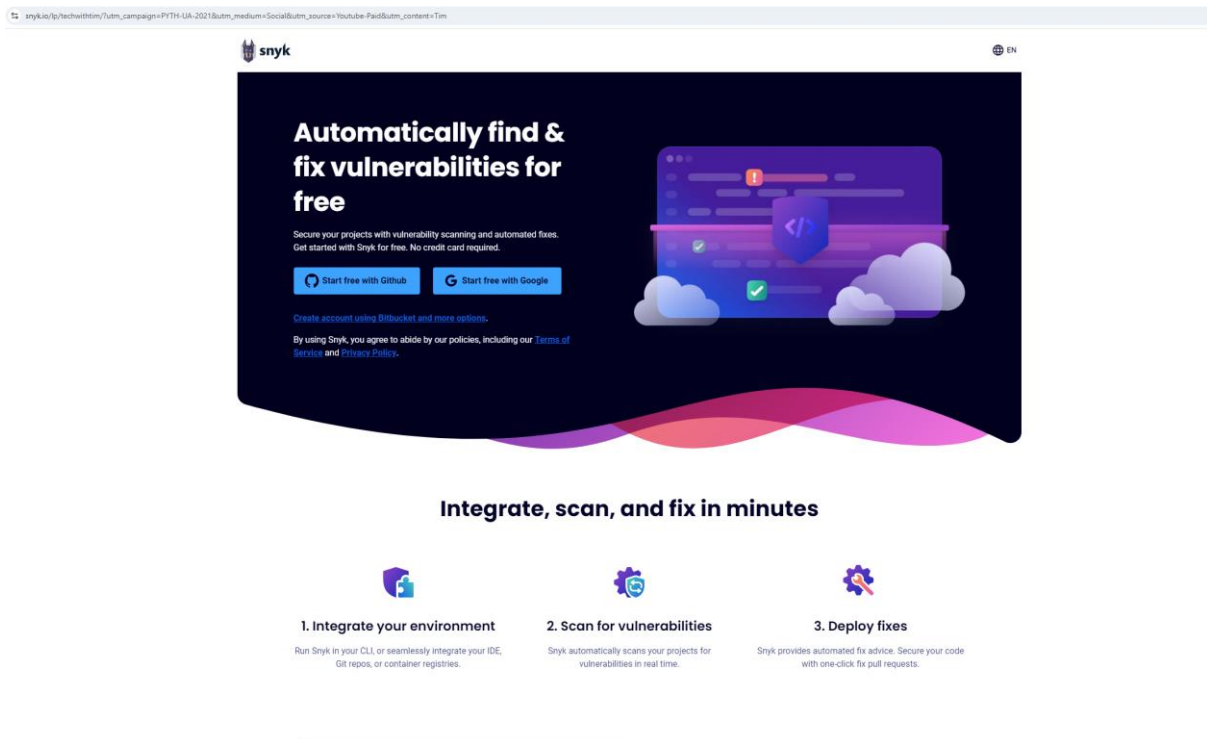 snyk.io/lp/techwithtim/?utm_campaign=PYTH-UA-2021&utm_medium=Social&utm_source=Youtube-Paid&utm_content=Tim
snyk
EN
Automatically find &
fix vulnerabilities for
free
Secure your projects with vulnerability scanning and automated fixes.
Get started with Snyk for free. No credit card required.
Start free with Github
Start free with Google
Create account using Bitbucket and more options.
By using Snyk, you agree to abide by our policies, including our Terms of
Service and Privacy Policy.
Integrate, scan, and fix in minutes
1. Integrate your environment
Run Snyk in your CLI, or seamlessly integrate your IDE,
Git repos, or container registries.
2. Scan for vulnerabilities
Snyk automatically scans your projects for
vulnerabilities in real time.
3. Deploy fixes
Snyk provides automated fix advice. Secure your code
with one-click fix pull requests.